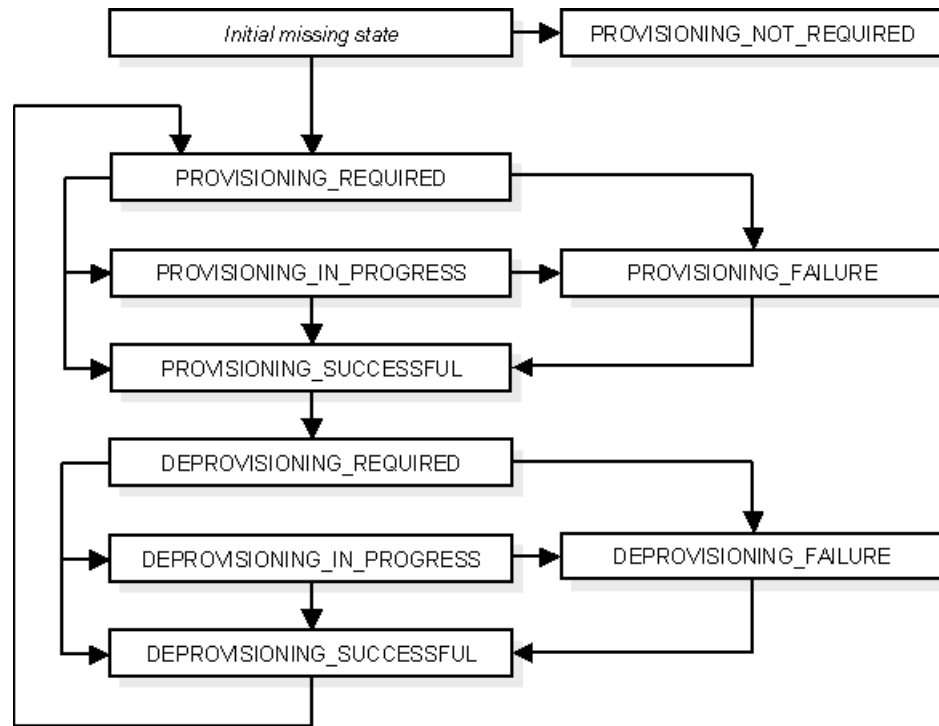 Initial missing state
PROVISIONING_NOT_REQUIRED
PROVISIONING_REQUIRED
PROVISIONING_IN_PROGRESS
PROVISIONING_FAILURE
PROVISIONING_SUCCESSFUL
DEPROVISIONING_REQUIRED
DEPROVISIONING_IN_PROGRESS
DEPROVISIONING_FAILURE
DEPROVISIONING_SUCCESSFUL